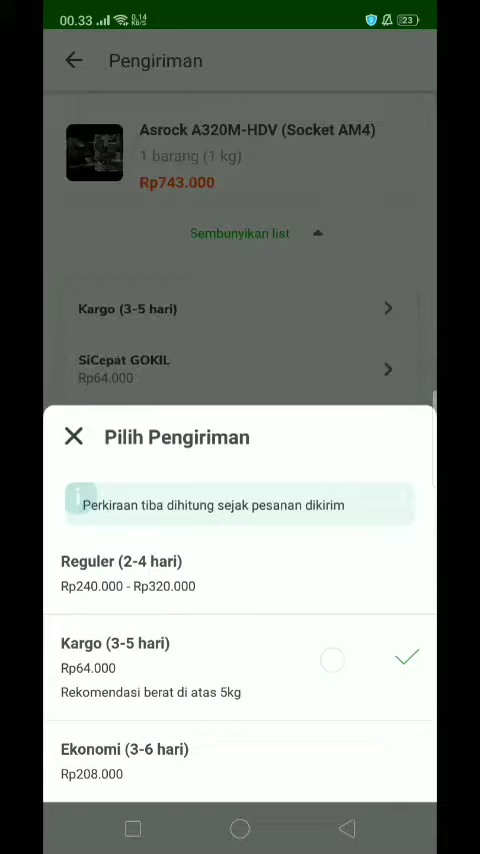 00.33
0,14
KB/S
23
Pengiriman
Asrock A320M-HDV (Socket AM4)
1 barang (1 kg)
Rp743.000
Sembunyikan list
Kargo (3-5 hari)
SiCepat GOKIL
Rp64.000
Pilih Pengiriman
Perkiraan tiba dihitung sejak pesanan dikirim
Reguler (2-4 hari)
Rp240.000 - Rp320.000
Kargo (3-5 hari)
Rp64.000
Rekomendasi berat di atas 5kg
Ekonomi (3-6 hari)
Rp208.000